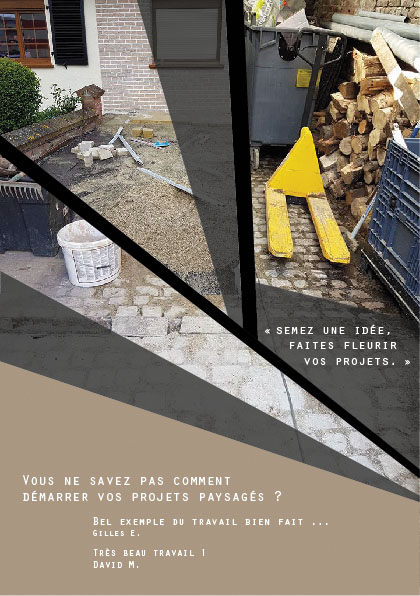 « SEMEZ UNE IDÉE,
FAITES FLEURIR
VOS PROJETS. »
VOUS NE SAVEZ PAS COMMENT
DÉMARRER VOS PROJETS PAYSAGÉS ?
BEL EXEMPLE DU TRAVAIL BIEN FAIT ...
GILLES E.
TRÈS BEAU TRAVAIL !
DAVID M.